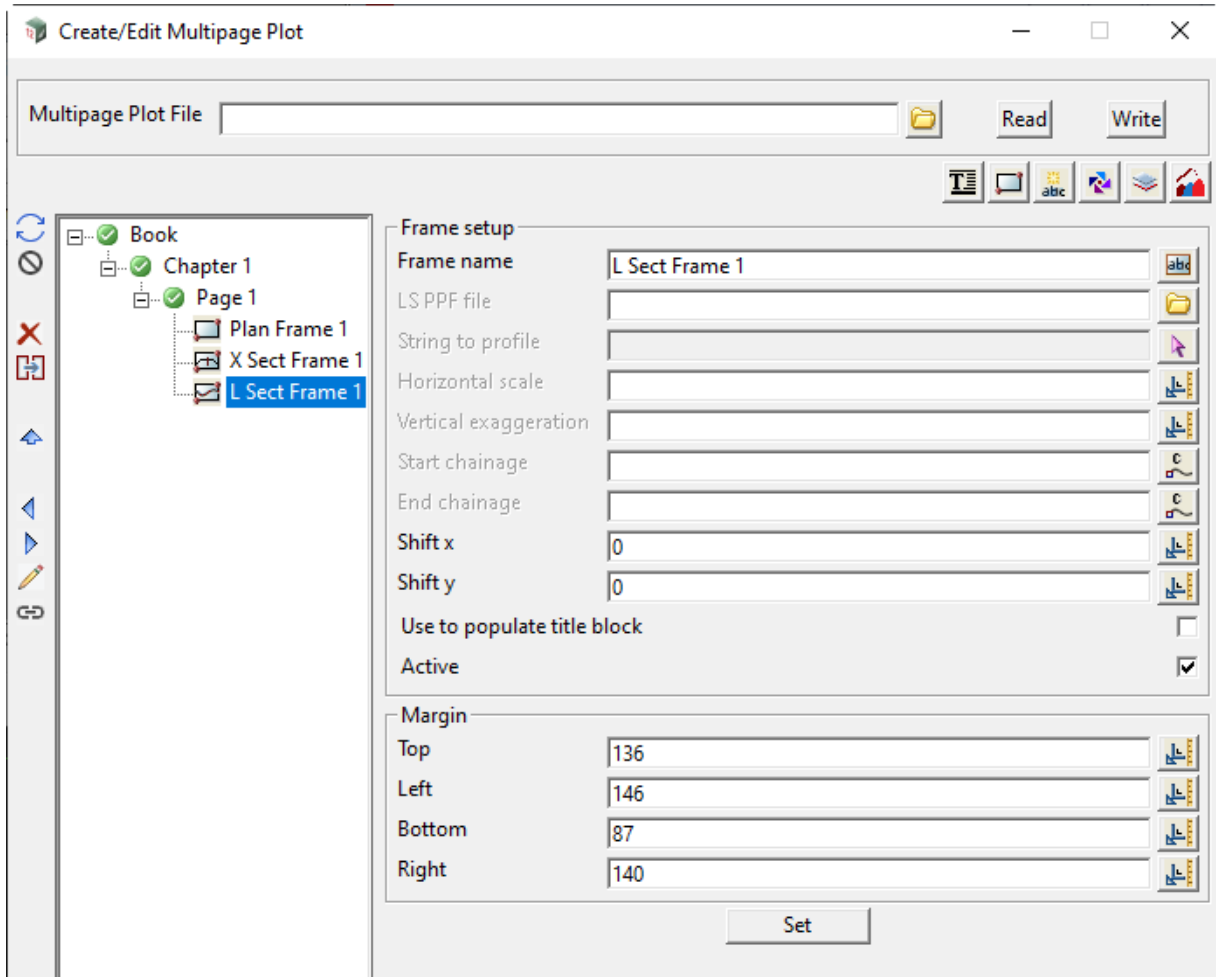 Create/Edit Multipage Plot
Multipage Plot File
Read
Write
abc
Book
Chapter 1
Page 1
Plan Frame 1
X Sect Frame 1
L Sect Frame 1
Frame setup
Frame name L Sect Frame 1
LS PPF file
String to profile
Horizontal scale
Vertical exaggeration
Start chainage
End chainage
Shift x 0
Shift y 0
Use to populate title block
Active
Margin
Top 136
Left 146
Bottom 87
Right 140
Set